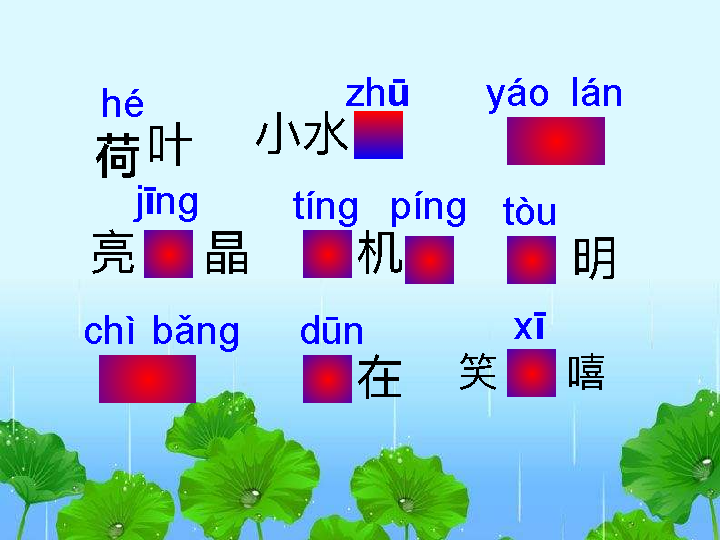 hé zhū yáo lán
荷叶 小水
jīng tíng píng tòu
亮 晶 机 明
chì bǎng dūn xī
在 笑 嘻